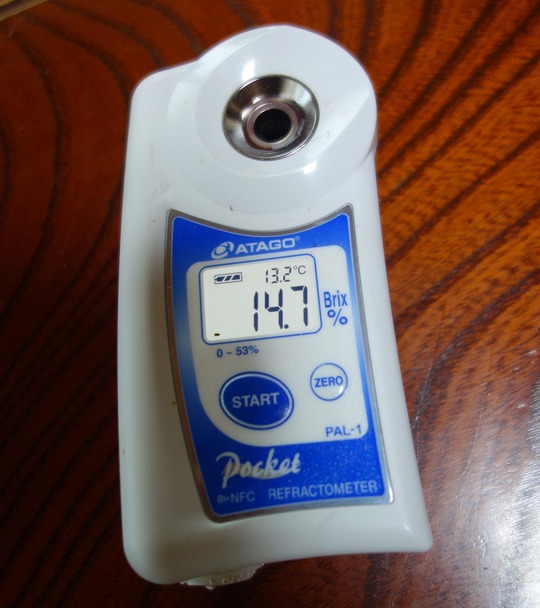 ATAGO®
13.2°C
14.7 Brix %
0 ~ 53%
START
ZERO
PAL-1
Pocket
NFC REFRACTOMETER